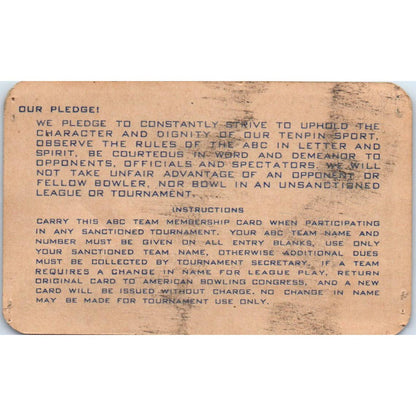 OUR PLEDGE!
WE PLEDGE TO CONSTANTLY STRIVE TO UPHOLD THE
CHARACTER AND DIGNITY OF OUR TENPIN SPORT,
OBSERVE THE RULES OF THE ABC IN LETTER AND
SPIRIT, BE COURTEOUS IN WORD AND DEMEANOR TO
OPPONENTS, OFFICIALS AND SPECTATORS. WE WILL
NOT TAKE UNFAIR ADVANTAGE OF AN OPPONENT OR
FELLOW BOWLER, NOR BOWL IN AN UNSANCTIONED
LEAGUE OR TOURNAMENT.
INSTRUCTIONS
CARRY THIS ABC TEAM MEMBERSHIP CARD WHEN PARTICIPATING
IN ANY SANCTIONED TOURNAMENT. YOUR ABC TEAM NAME AND
NUMBER MUST BE GIVEN ON ALL ENTRY BLANKS, USE ONLY
YOUR SANCTIONED TEAM NAME, OTHERWISE ADDITIONAL DUES
MUST BE COLLECTED BY TOURNAMENT SECRETARY. IF A TEAM
REQUIRES A CHANGE IN NAME FOR LEAGUE PLAY, RETURN
ORIGINAL CARD TO AMERICAN BOWLING CONGRESS, AND A NEW
CARD WILL BE ISSUED WITHOUT CHARGE. NO CHANGE IN NAME
MAY BE MADE FOR TOURNAMENT USE ONLY.